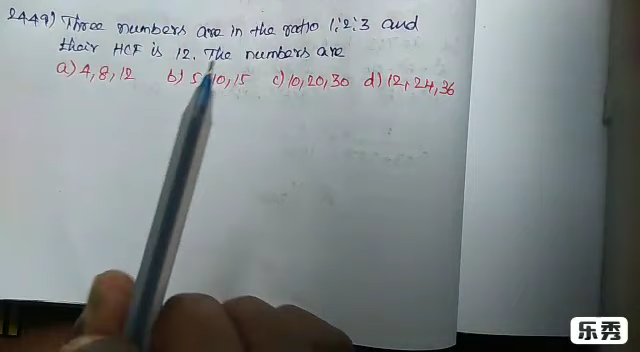 2449) Three numbers are in the ratio 1:2:3 and
their HCF is 12. The numbers are
a) 4, 8, 12 b) 5, 10, 15 c) 10, 20, 30 d) 12, 24, 36
乐秀